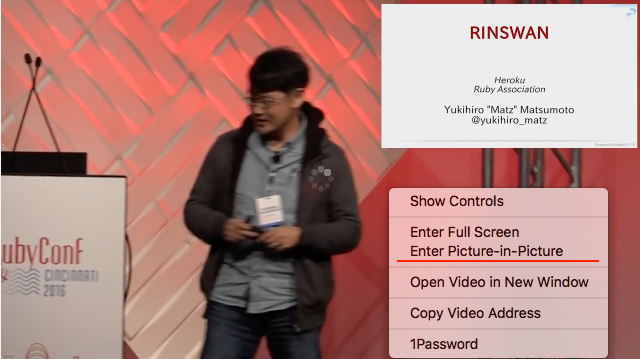 RINSWAN
Heroku
Ruby Association
Yukihiro "Matz" Matsumoto
@yukihiro_matz
Show Controls
Enter Full Screen
Enter Picture-in-Picture
Open Video in New Window
Copy Video Address
1Password
ubyConf
CINCINNATI
2016